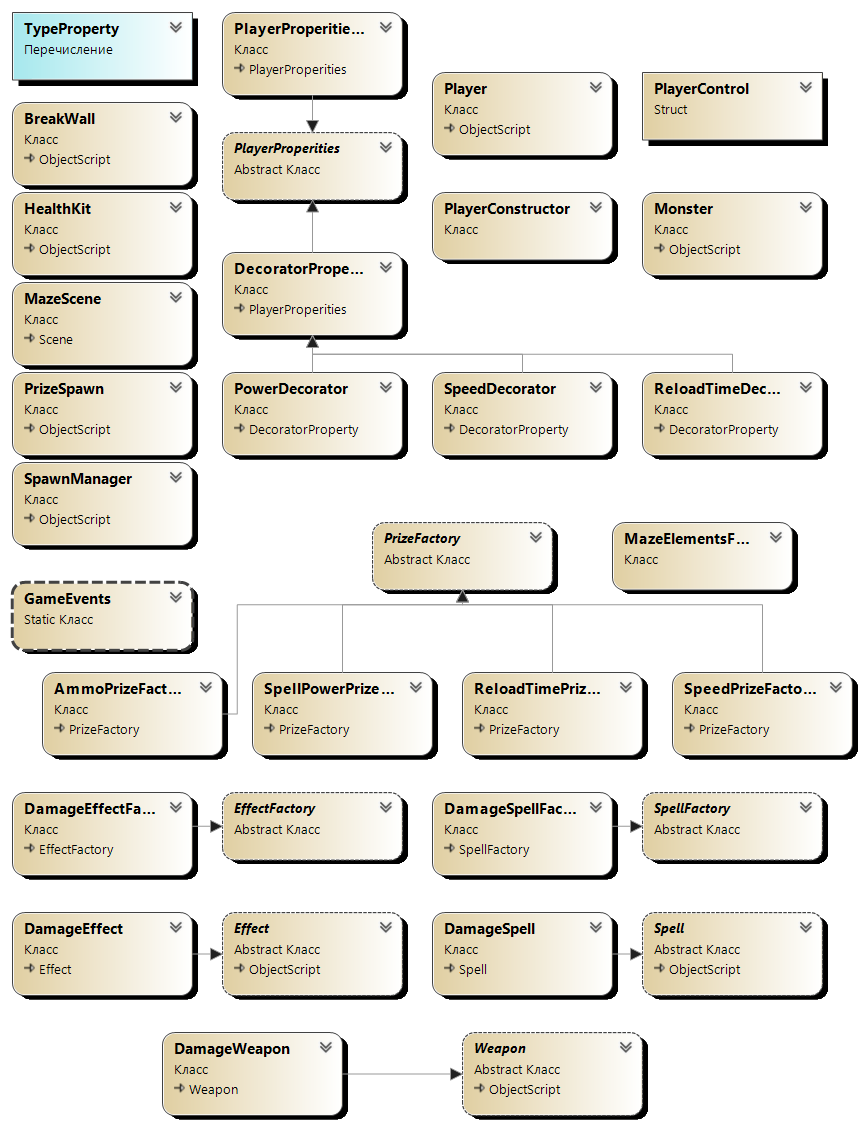 TypeProperty
Перечисление
PlayerProperitie...
Класс
PlayerProperities
Player
Класс
ObjectScript
PlayerControl
Struct
BreakWall
Класс
ObjectScript
PlayerProperities
Abstract Класс
HealthKit
Класс
ObjectScript
PlayerConstructor
Класс
Monster
Класс
ObjectScript
DecoratorPrope...
Класс
PlayerProperities
MazeScene
Класс
Scene
PrizeSpawn
Класс
ObjectScript
PowerDecorator
Класс
DecoratorProperty
SpeedDecorator
Класс
DecoratorProperty
ReloadTimeDec...
Класс
DecoratorProperty
SpawnManager
Класс
ObjectScript
PrizeFactory
Abstract Класс
MazeElementsF...
Класс
GameEvents
Static Класс
AmmoPrizeFact...
Класс
PrizeFactory
SpellPowerPrize...
Класс
PrizeFactory
ReloadTimePriz...
Класс
PrizeFactory
SpeedPrizeFacto...
Класс
PrizeFactory
DamageEffectFa...
Класс
EffectFactory
EffectFactory
Abstract Класс
DamageSpellFac...
Класс
SpellFactory
SpellFactory
Abstract Класс
DamageEffect
Класс
Effect
Effect
Abstract Класс
ObjectScript
DamageSpell
Класс
Spell
Spell
Abstract Класс
ObjectScript
DamageWeapon
Класс
Weapon
Weapon
Abstract Класс
ObjectScript